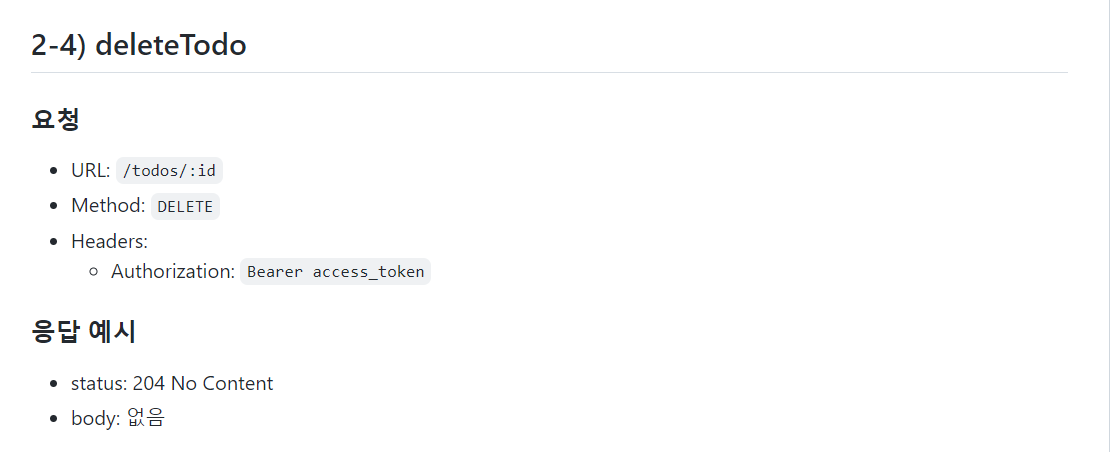 2-4) deleteTodo
요청
URL: /todos/:id
Method: DELETE
Headers:
Authorization: Bearer access_token
응답 예시
status: 204 No Content
body: 없음